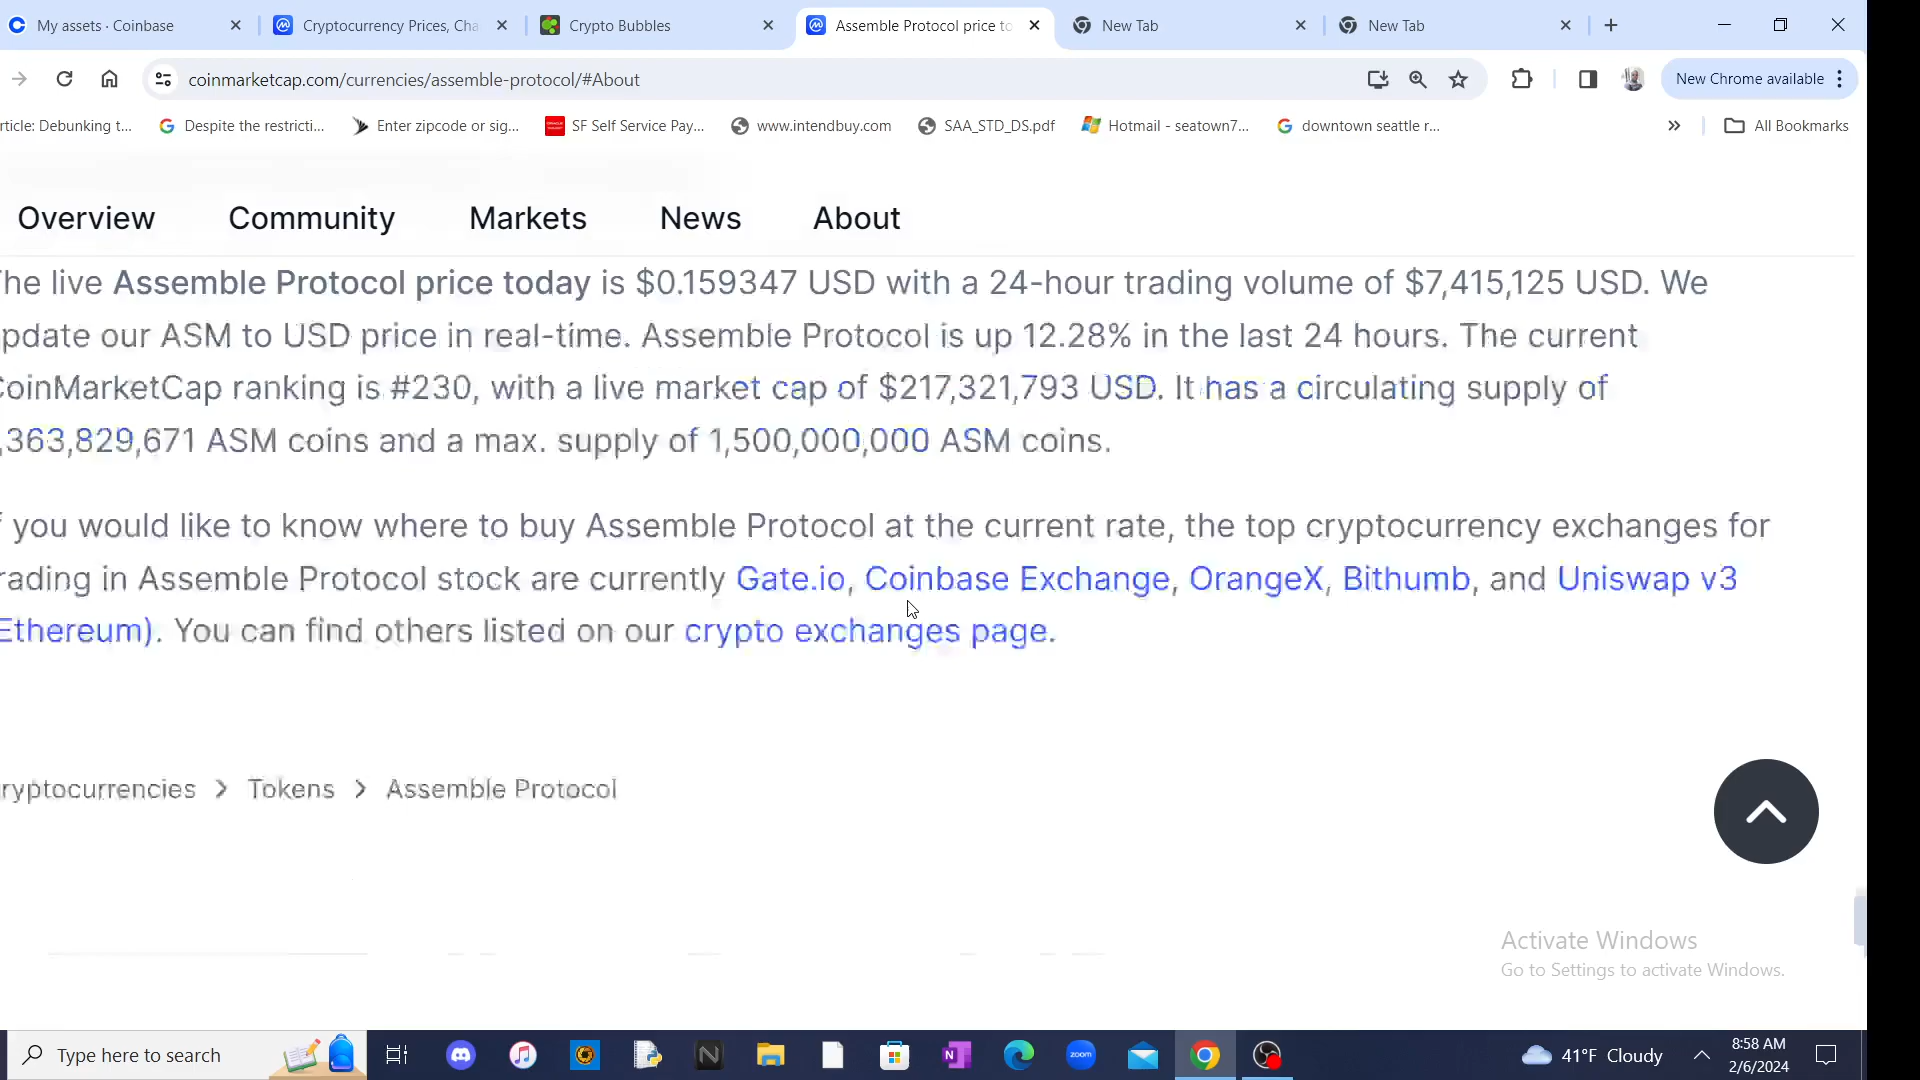 My assets · Coinbase
Cryptocurrency Prices, Cha
Crypto Bubbles
Assemble Protocol price to
New Tab
New Tab
coinmarketcap.com/currencies/assemble-protocol/#About
New Chrome available
rticle: Debunking t...
Despite the restricti...
Enter zipcode or sig...
SF Self Service Pay...
www.intendbuy.com
SAA_STD_DS.pdf
Hotmail - seatown7...
downtown seattle r...
All Bookmarks
Overview
Community
Markets
News
About
he live Assemble Protocol price today is $0.159347 USD with a 24-hour trading volume of $7,415,125 USD. We
pdate our ASM to USD price in real-time. Assemble Protocol is up 12.28% in the last 24 hours. The current
oinMarketCap ranking is #230, with a live market cap of $217,321,793 USD. It has a circulating supply of
,363,829,671 ASM coins and a max. supply of 1,500,000,000 ASM coins.
f you would like to know where to buy Assemble Protocol at the current rate, the top cryptocurrency exchanges for
rading in Assemble Protocol stock are currently Gate.io, Coinbase Exchange, OrangeX, Bithumb, and Uniswap v3
Ethereum). You can find others listed on our crypto exchanges page.
ryptocurrencies > Tokens > Assemble Protocol
Activate Windows
Go to Settings to activate Windows.
Type here to search
zoom
41°F Cloudy
8:58 AM
2/6/2024